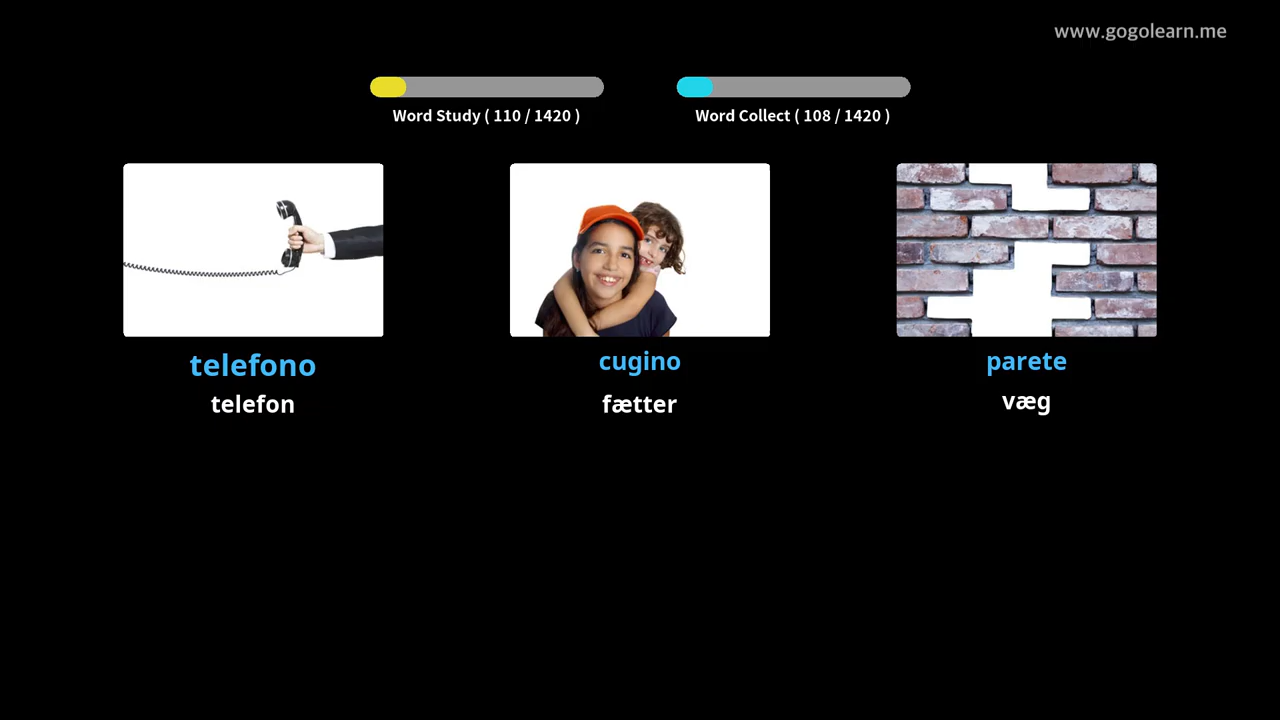 www.gogolearn.me
Word Study ( 110 / 1420 )
Word Collect ( 108 / 1420 )
telefono
cugino
parete
telefon
fætter
væg